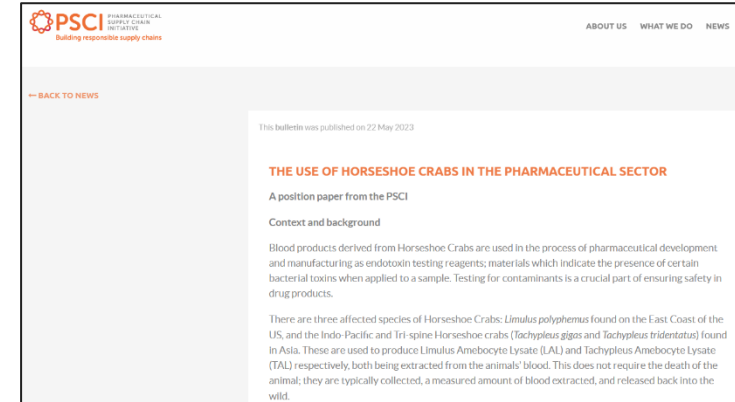 PSCI
PHARMACEUTICAL
SUPPLY CHAIN
INITIATIVE
Building responsible supply chains
ABOUT US WHAT WE DO NEWS
←BACK TO NEWS
This bulletin was published on 22 May 2023
THE USE OF HORSESHOE CRABS IN THE PHARMACEUTICAL SECTOR
A position paper from the PSCI
Context and background
Blood products derived from Horseshoe Crabs are used in the process of pharmaceutical development
and manufacturing as endotoxin testing reagents; materials which indicate the presence of certain
bacterial toxins when applied to a sample. Testing for contaminants is a crucial part of ensuring safety in
drug products.
There are three affected species of Horseshoe Crabs: Limulus polyphemus found on the East Coast of the
US, and the Indo-Pacific and Tri-spine Horseshoe crabs (Tachypleus gigas and Tachypleus tridentatus) found
in Asia. These are used to produce Limulus Amebocyte Lysate (LAL) and Tachypleus Amebocyte Lysate
(TAL) respectively, both being extracted from the animals' blood. This does not require the death of the
animal; they are typically collected, a measured amount of blood extracted, and released back into the
wild.